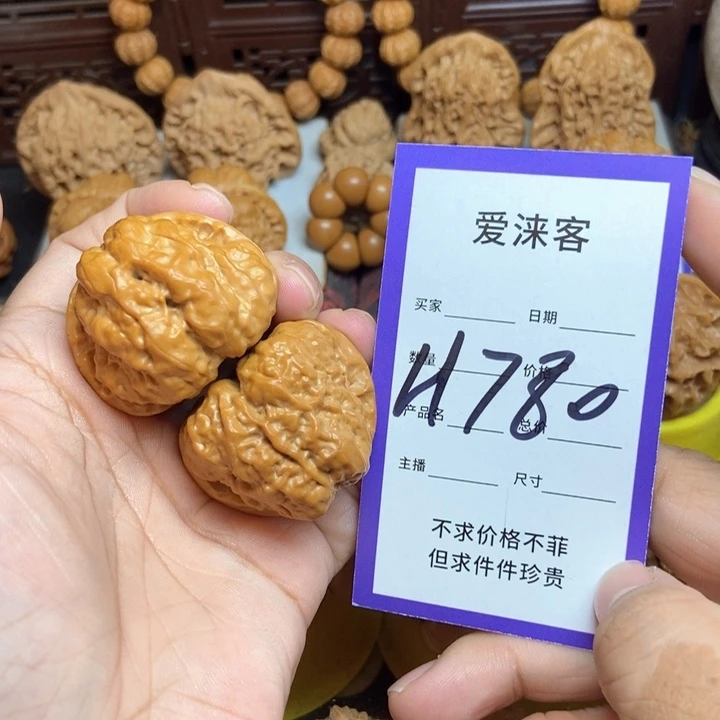 爱涞客
买家 日期
数量 价格
H780
产品名 总价
主播 尺寸
不求价格不菲
但求件件珍贵